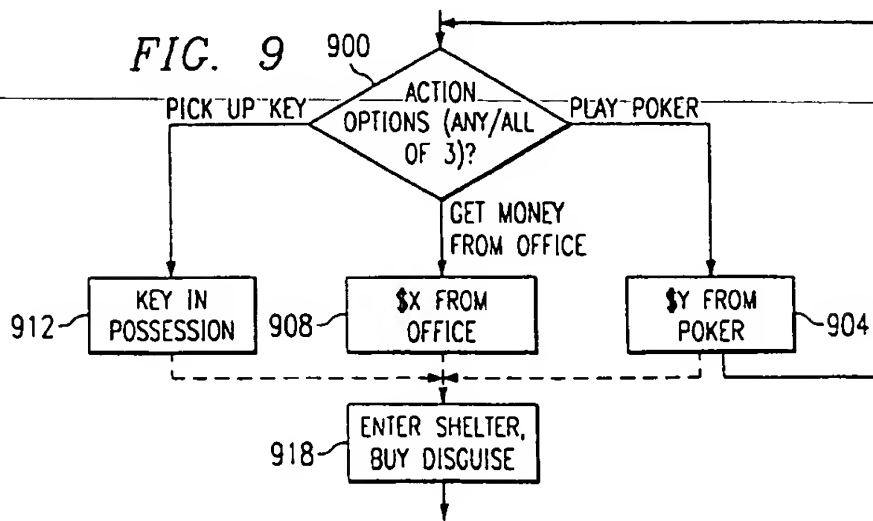 FIG. 9
900
ACTION
OPTIONS (ANY/ALL
OF 3)?
PICK UP KEY
PLAY POKER
GET MONEY
FROM OFFICE
KEY IN
POSSESSION
912
$X FROM
OFFICE
908
$Y FROM
POKER
904
ENTER SHELTER,
BUY DISGUISE
918